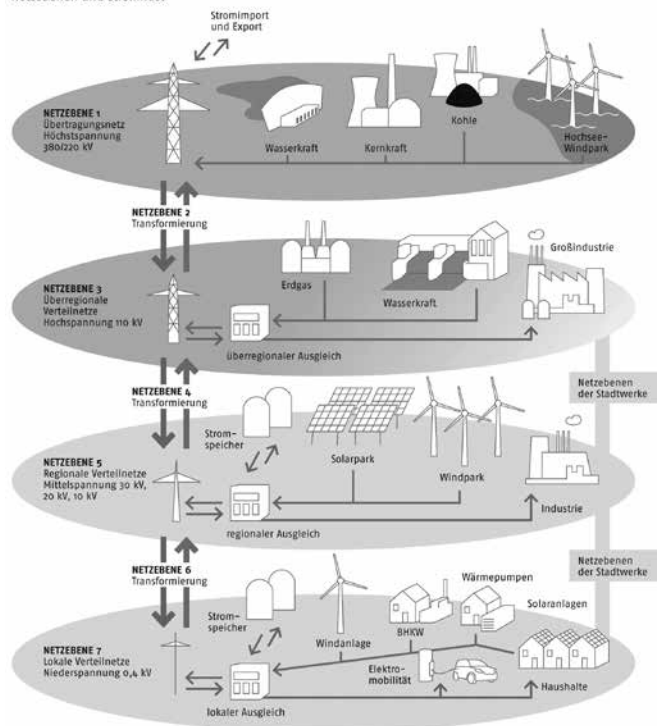 Stromimport
und Export
NETZEBENE 1
Übertragungsnetz
Höchstspannung
380/220 kV
Wasserkraft
Kernkraft
Kohle
Hochsee-
Windpark
NETZEBENE 2
Transformierung
NETZEBENE 3
Überregionale
Verteilnetze
Hochspannung 110 kV
Erdgas
Wasserkraft
Großindustrie
überregionaler Ausgleich
NETZEBENE 4
Transformierung
Netzebenen
der Stadtwerke
NETZEBENE 5
Regionale Verteilnetze
Mittelspannung 30 kV,
20 kV, 10 kV
Strom-
speicher
Solarpark
Windpark
Industrie
regionaler Ausgleich
NETZEBENE 6
Transformierung
Netzebenen
der Stadtwerke
NETZEBENE 7
Lokale Verteilnetze
Niederspannung 0,4 kV
Strom-
speicher
Windanlage
BHKW
Wärmepumpen
Solaranlagen
Elektro-
mobilität
Haushalte
lokaler Ausgleich